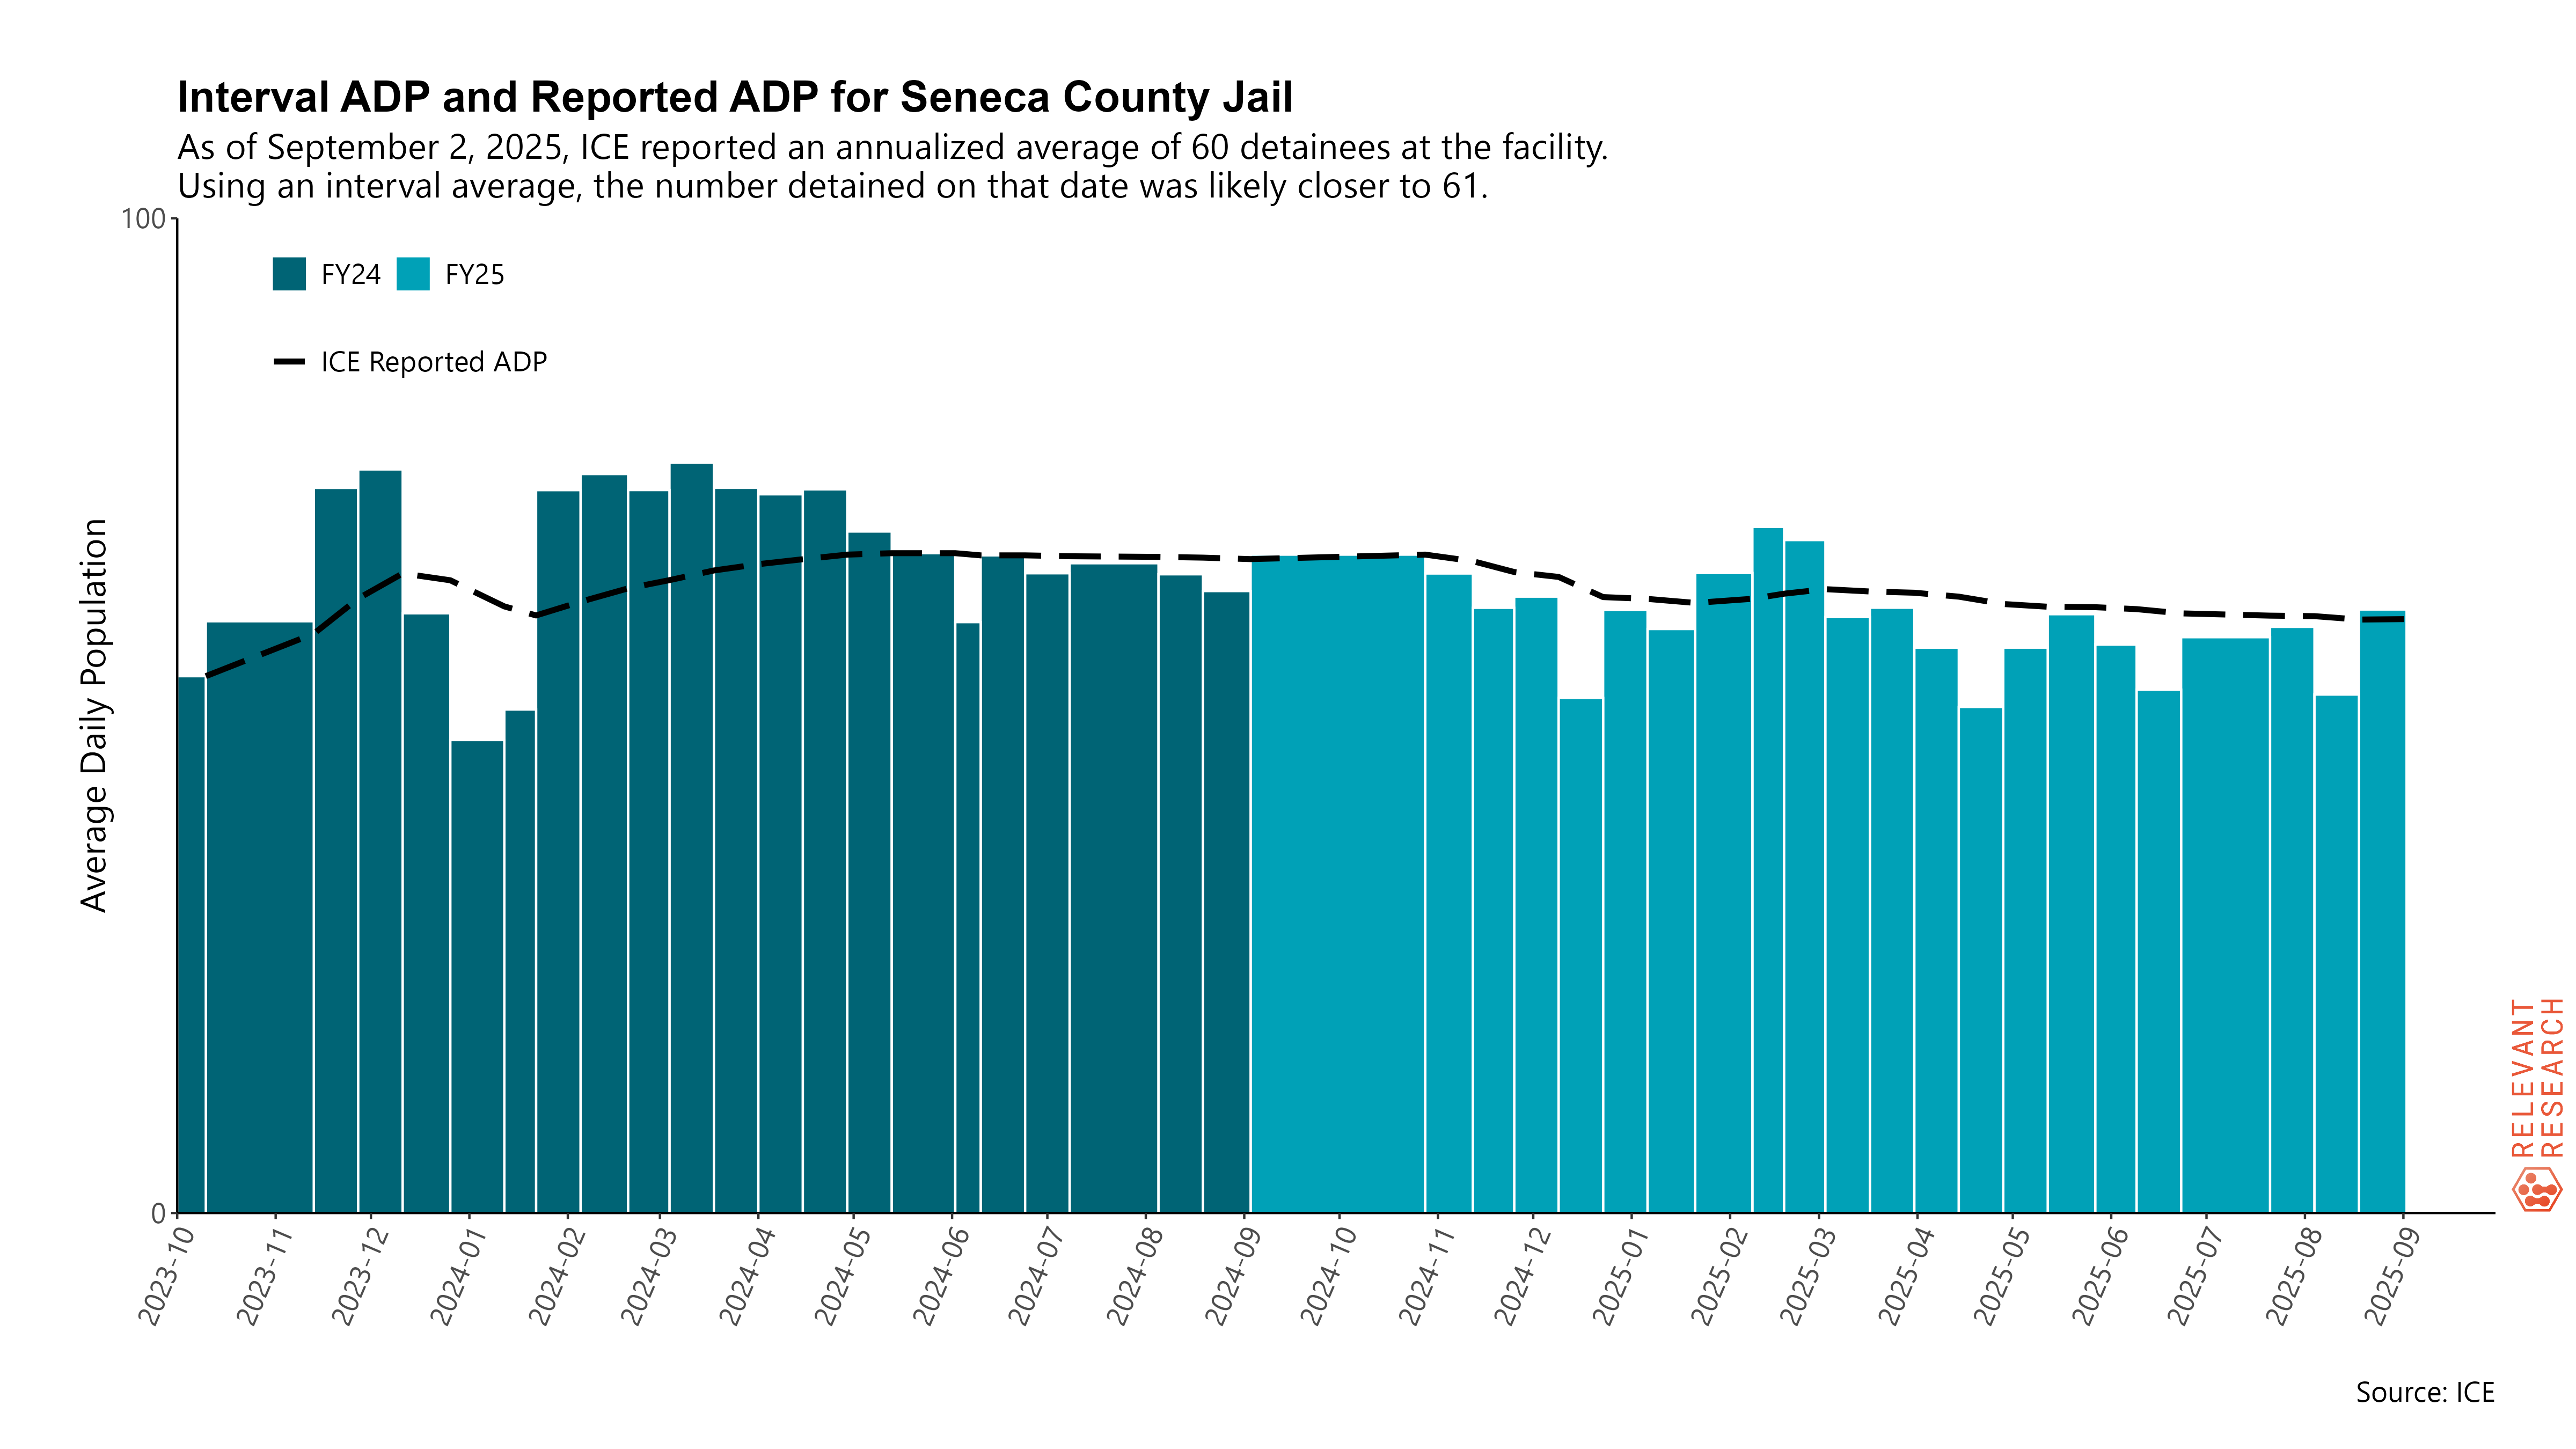 Interval ADP and Reported ADP for Seneca County Jail
As of September 2, 2025, ICE reported an annualized average of 60 detainees at the facility.
Using an interval average, the number detained on that date was likely closer to 61.
100
FY24
FY25
ICE Reported ADP
Average Daily Population
0
2023-10
2023-11
2023-12
2024-01
2024-02
2024-03
2024-04
2024-05
2024-06
2024-07
2024-08
2024-09
2024-10
2024-11
2024-12
2025-01
2025-02
2025-03
2025-04
2025-05
2025-06
2025-07
2025-08
2025-09
RELEVANT
RESEARCH
Source: ICE